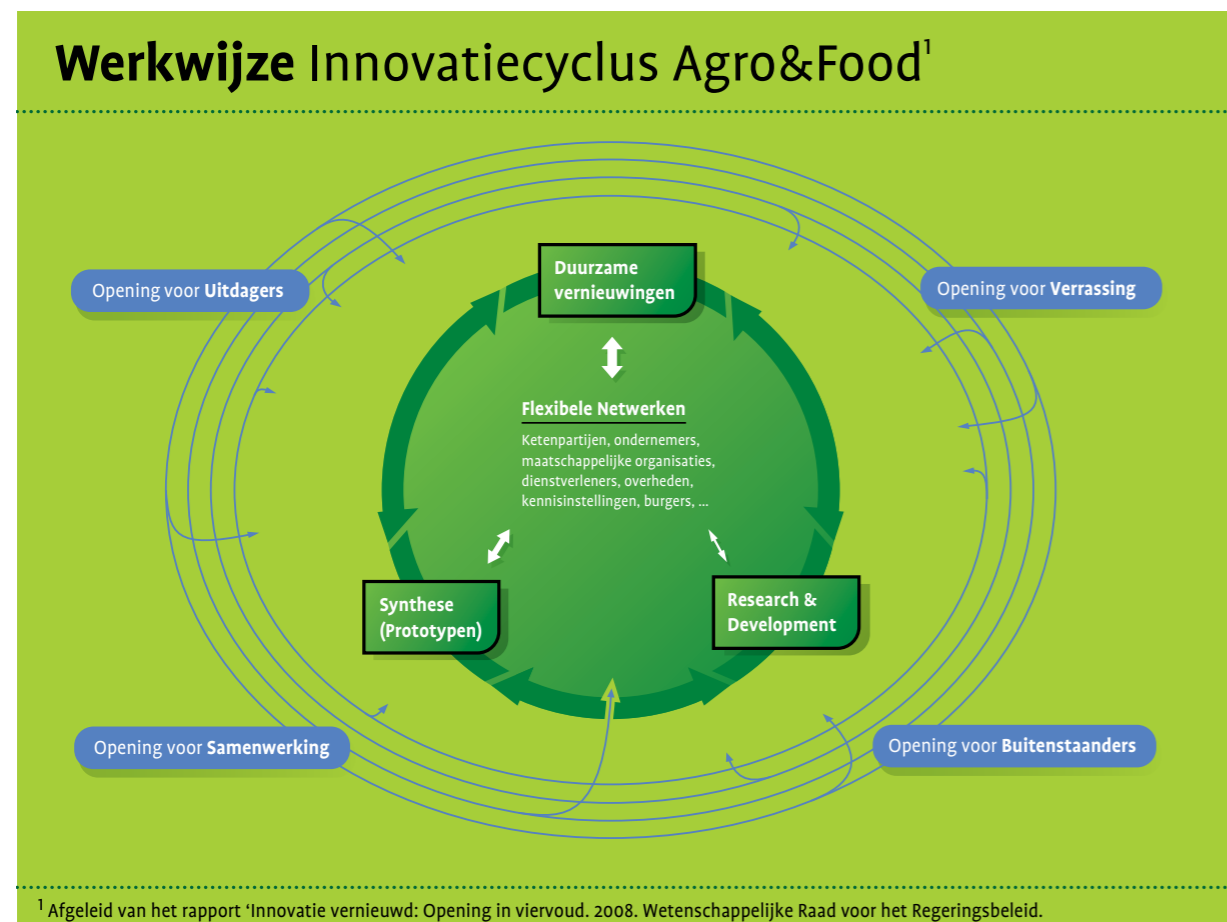 Werkwijze Innovatiecyclus Agro&Food¹
Duurzame
vernieuwingen
Opening voor Uitdagers
Opening voor Verrassing
Flexibele Netwerken
Ketenpartijen, ondernemers,
maatschappelijke organisaties,
dienstverleners, overheden,
kennisinstellingen, burgers, ...
Synthese
(Prototypen)
Research &
Development
Opening voor Samenwerking
Opening voor Buitenstaanders
¹ Afgeleid van het rapport ‘Innovatie vernieuwd: Opening in viervoud. 2008. Wetenschappelijke Raad voor het Regeringsbeleid.